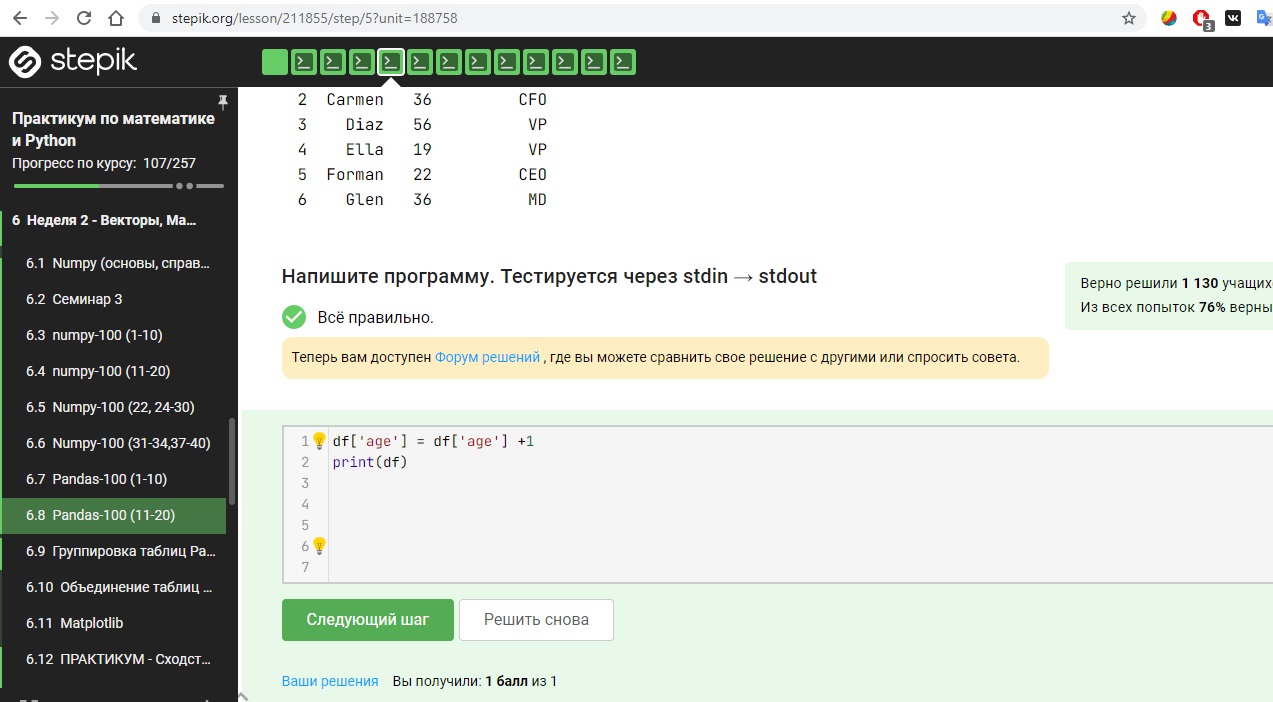 stepik.org/lesson/211855/step/5?unit=188758
3
stepik
Практикум по математике
и Python
Прогресс по курсу: 107/257
6 Неделя 2 - Векторы, Ма...
6.1 Numpy (основы, справ...
6.2 Семинар 3
6.3 numpy-100 (1-10)
6.4 numpy-100 (11-20)
6.5 Numpy-100 (22, 24-30)
6.6 Numpy-100 (31-34,37-40)
6.7 Pandas-100 (1-10)
6.8 Pandas-100 (11-20)
6.9 Группировка таблиц Pa...
6.10 Объединение таблиц ...
6.11 Matplotlib
6.12 ПРАКТИКУМ - Сходст...
2 Carmen 36 CFO
3 Diaz 56 VP
4 Ella 19 VP
5 Forman 22 CEO
6 Glen 36 MD
Напишите программу. Тестируется через stdin → stdout
Всё правильно.
Теперь вам доступен Форум решений , где вы можете сравнить свое решение с другими или спросить совета.
Верно решили 1 130 учащих
Из всех попыток 76% верны
1 df['age'] = df['age'] +1
2 print(df)
3
4
5
6
7
Следующий шаг
Решить снова
Ваши решения Вы получили: 1 балл из 1